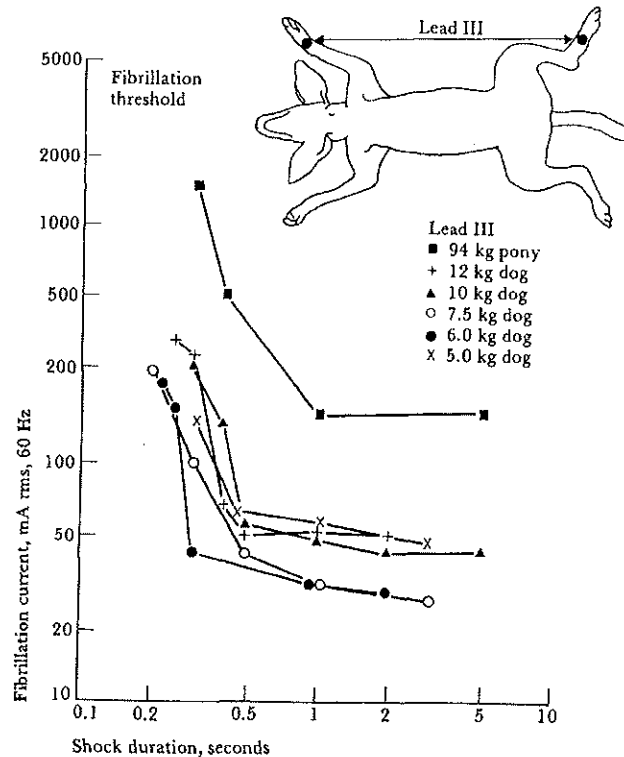 Lead III
5000
Fibrillation
threshold
2000
1000
500
200
100
50
20
10
Fibrillation current, mA rms, 60 Hz
Lead III
■ 94 kg pony
+ 12 kg dog
▲ 10 kg dog
○ 7.5 kg dog
● 6.0 kg dog
x 5.0 kg dog
0.1 0.2 0.5 1 2 5 10
Shock duration, seconds